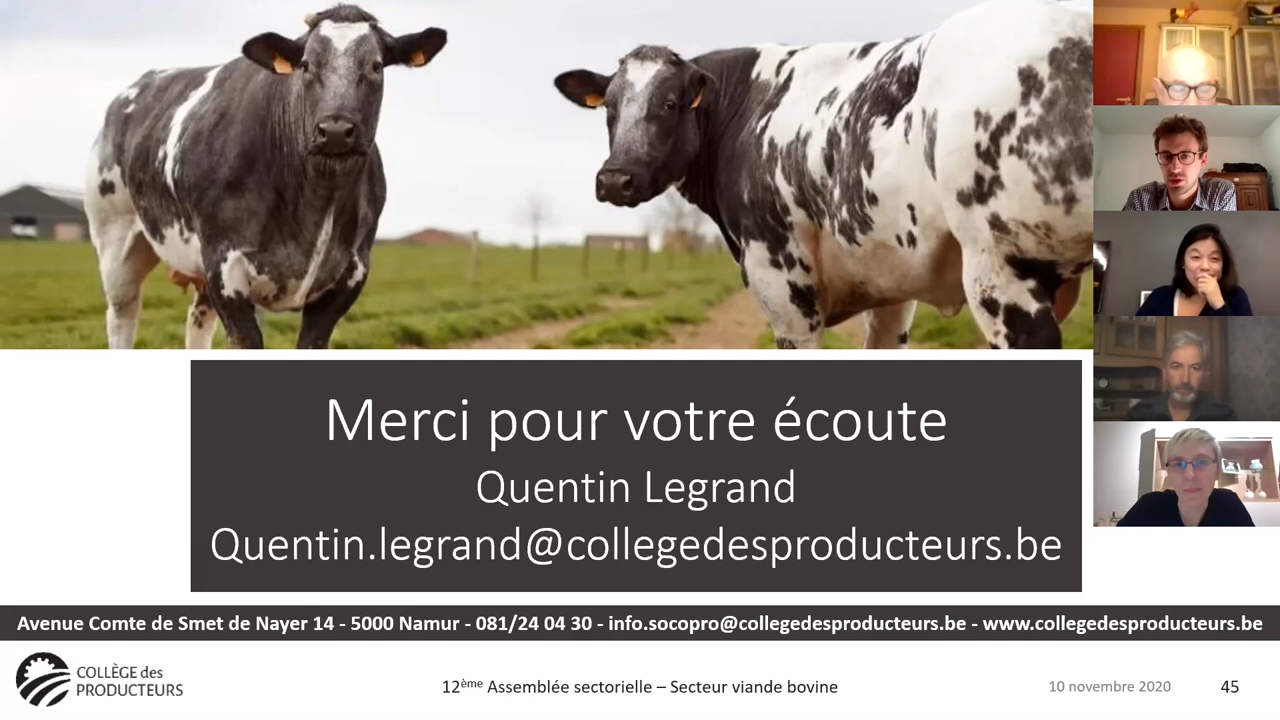 Merci pour votre écoute
Quentin Legrand
Quentin.legrand@collegedesproducteurs.be
Avenue Comte de Smet de Nayer 14 - 5000 Namur - 081/24 04 30 - info.socopro@collegedesproducteurs.be - www.collegedesproducteurs.be
COLLÈGE des
PRODUCTEURS
12ème Assemblée sectorielle – Secteur viande bovine
10 novembre 2020
45